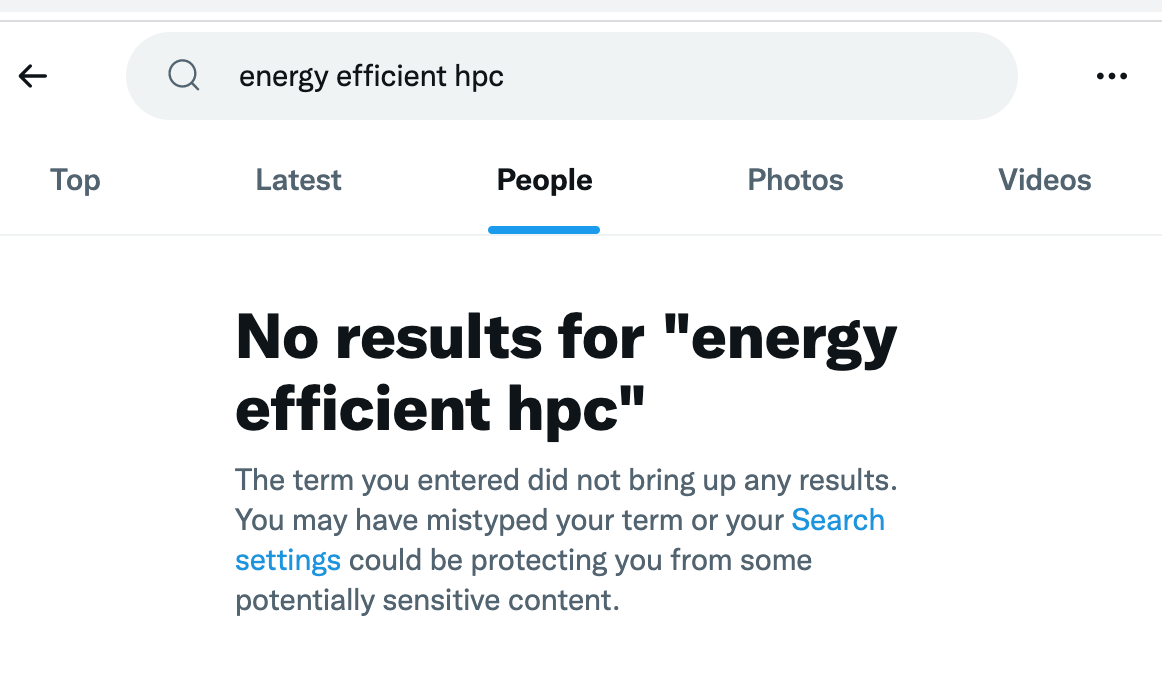 energy efficient hpc
Top Latest People Photos Videos
No results for "energy
efficient hpc"
The term you entered did not bring up any results.
You may have mistyped your term or your Search
settings could be protecting you from some
potentially sensitive content.